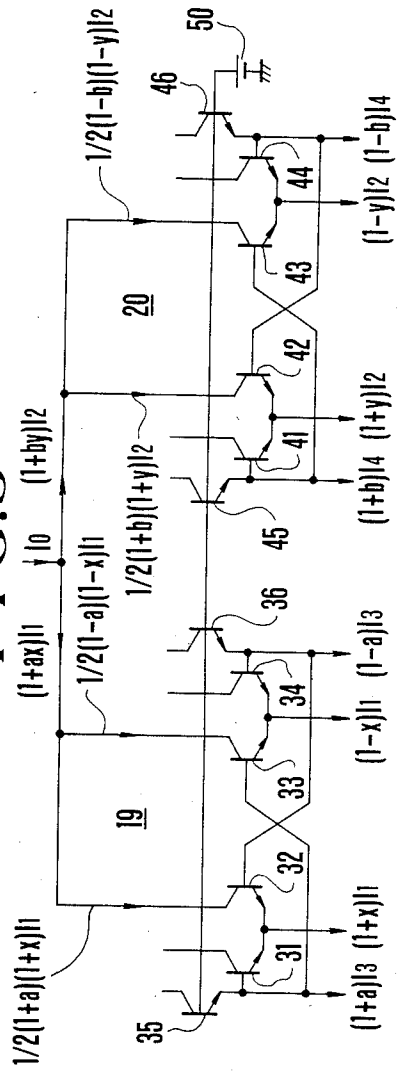 I0
(1+ax)I1
(1+by)I2
1/2(1+a)(1+x)I1
1/2(1-a)(1-x)I1
1/2(1+b)(1+y)I2
1/2(1-b)(1-y)I2
19
20
35
36
45
46
50
31
32
33
34
41
42
43
44
(1+a)I3
(1+x)I1
(1-x)I1
(1-a)I3
(1+b)I4
(1+y)I2
(1-y)I2
(1-b)I4